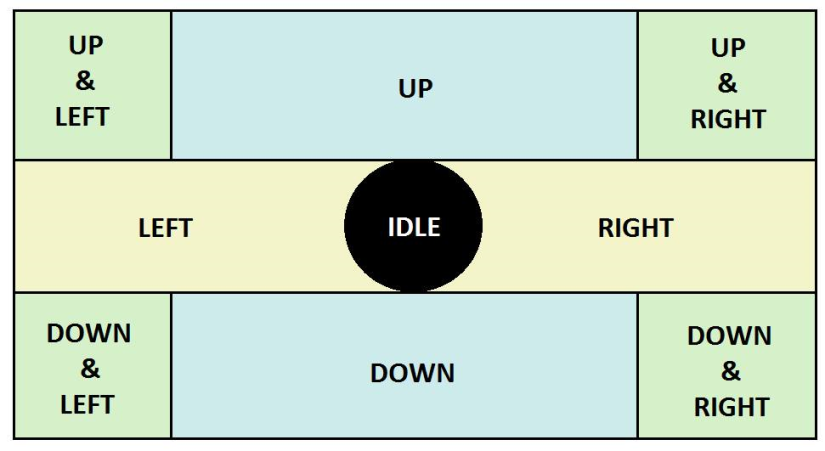 UP
&
LEFT
UP
UP
&
RIGHT
LEFT
IDLE
RIGHT
DOWN
&
LEFT
DOWN
DOWN
&
RIGHT